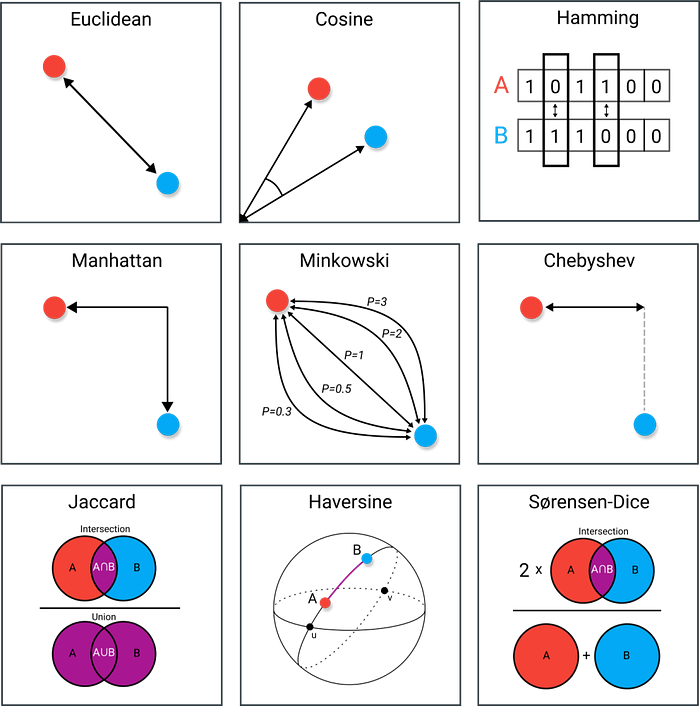 Euclidean
Cosine
Hamming
A 1 0 1 1 0 0
B 1 1 1 0 0 0
Manhattan
Minkowski
P=3
P=2
P=1
P=0.5
P=0.3
Chebyshev
Jaccard
Intersection
A A∩B B
Union
A A∪B B
Haversine
B
A
v
u
Sørensen-Dice
Intersection
2 x A A∩B B
A + B